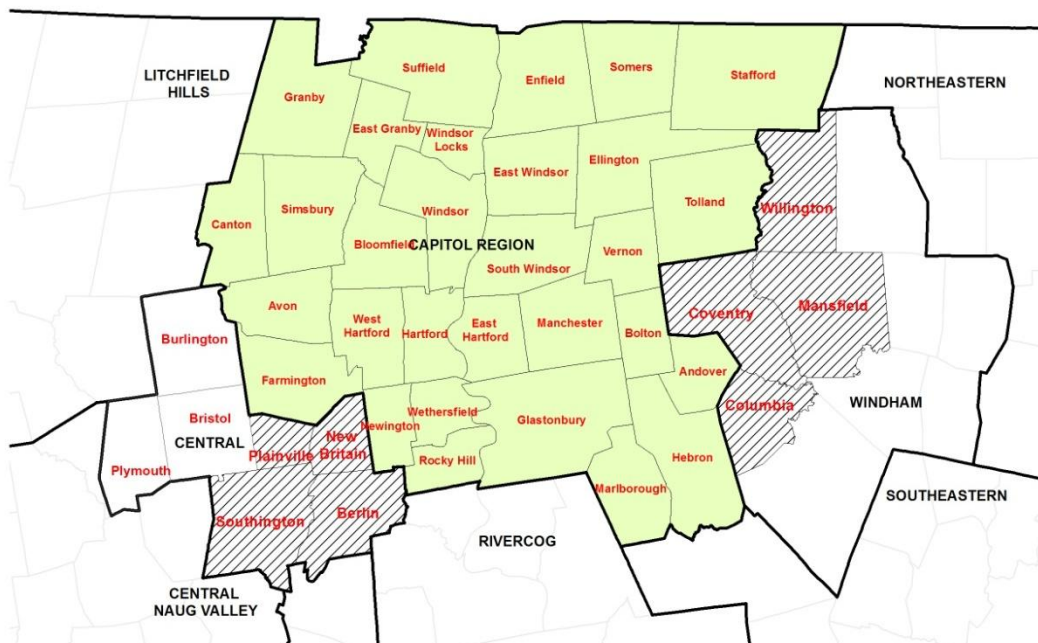 LITCHFIELD
HILLS
NORTHEASTERN
Granby
Suffield
Enfield
Somers
Stafford
East Granby
Windsor
Locks
East Windsor
Ellington
Tolland
Willington
Canton
Simsbury
Windsor
Bloomfield
CAPITOL REGION
Vernon
South Windsor
Avon
West
Hartford
Hartford
East
Hartford
Manchester
Bolton
Coventry
Mansfield
Burlington
Farmington
Andover
Columbia
WINDHAM
Bristol
CENTRAL
Plymouth
Plainville
New
Britain
Newington
Wethersfield
Rocky Hill
Glastonbury
Hebron
Marlborough
SOUTHEASTERN
Southington
Berlin
RIVERCOG
CENTRAL
NAUG VALLEY